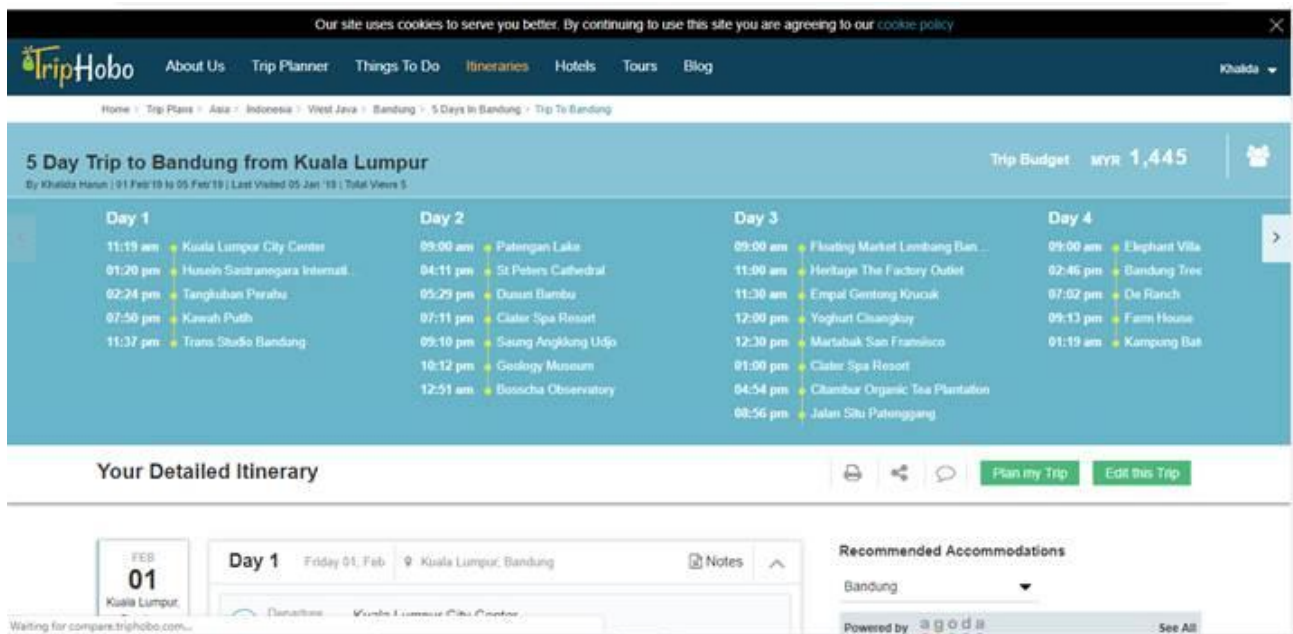 Our site uses cookies to serve you better. By continuing to use this site you are agreeing to our cookie policy
TripHobo About Us Trip Planner Things To Do Itineraries Hotels Tours Blog Khalida
Home > Trip Plans > Asia > Indonesia > West Java > Bandung > 5 Days In Bandung > Trip To Bandung
5 Day Trip to Bandung from Kuala Lumpur
Trip Budget MYR 1,445
By Khalida Harun | 01 Feb'19 to 05 Feb'19 | Last Visited 05 Jan '19 | Total Views 5
Day 1
11:19 am Kuala Lumpur City Center
01:20 pm Husein Sastranegara Internati..
02:24 pm Tangkuban Perahu
07:50 pm Kawah Putih
11:37 pm Trans Studio Bandung
Day 2
09:00 am Patengan Lake
04:11 pm St Peters Cathedral
05:29 pm Dusun Bambu
07:11 pm Ciater Spa Resort
09:10 pm Saung Angklung Udjo
10:12 pm Geology Museum
12:51 am Bosscha Observatory
Day 3
09:00 am Floating Market Lembang Ban...
11:00 am Heritage The Factory Outlet
11:30 am Empal Gentong Krucuk
12:00 pm Yoghurt Cisangkuy
12:30 pm Martabak San Fransisco
01:00 pm Ciater Spa Resort
04:54 pm Citambur Organic Tea Plantation
08:56 pm Jalan Situ Patenggang
Day 4
09:00 am Elephant Villa
02:46 pm Bandung Tree
07:02 pm De Ranch
09:13 pm Farm House
01:19 am Kampung Bat
Your Detailed Itinerary
Plan my Trip Edit this Trip
FEB
01
Kuala Lumpur,
Day 1 Friday 01, Feb Kuala Lumpur, Bandung Notes
Departure Kuala Lumpur City Center
Recommended Accommodations
Bandung
Powered by agoda See All
Waiting for compare.triphobo.com...